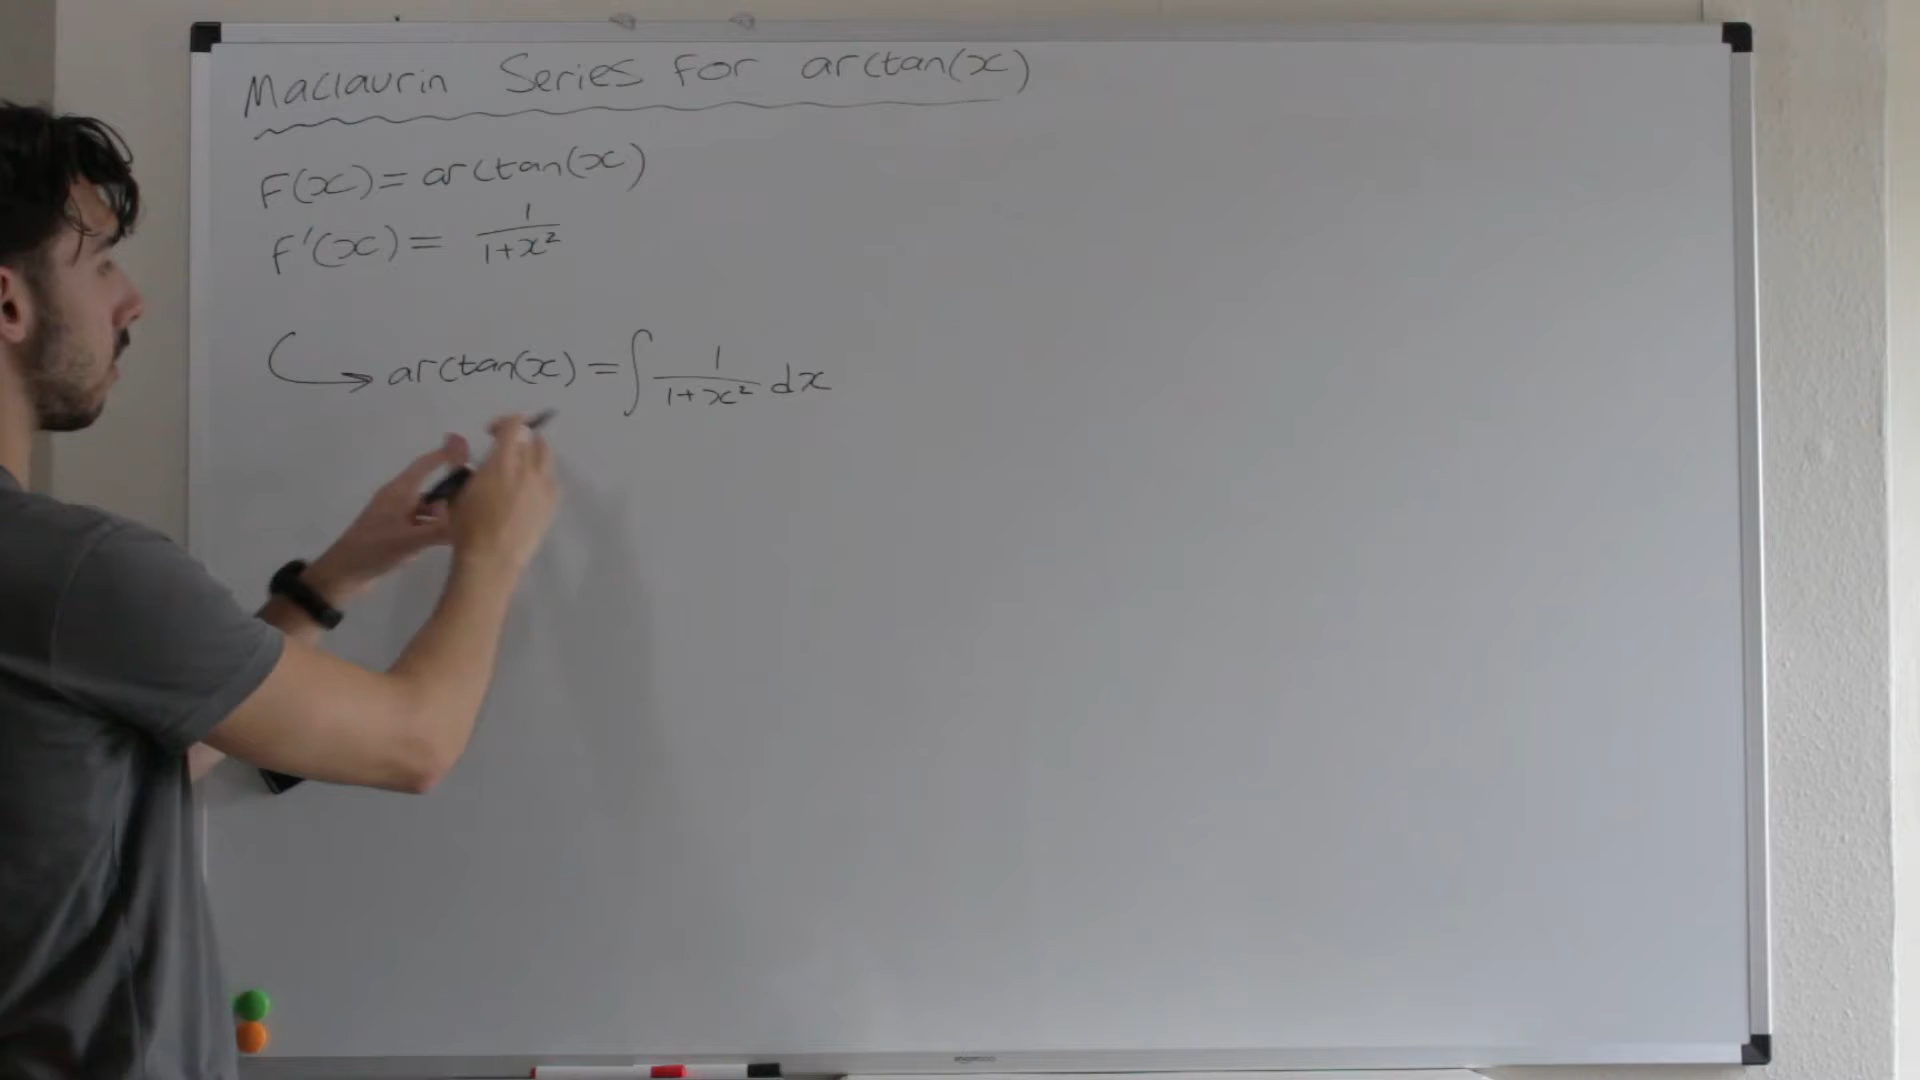 Maclaurin Series for arctan(x)
F(x) = arctan(x)
F'(x) = 1/(1+x²)
↪ arctan(x) = ∫ 1/(1+x²) dx